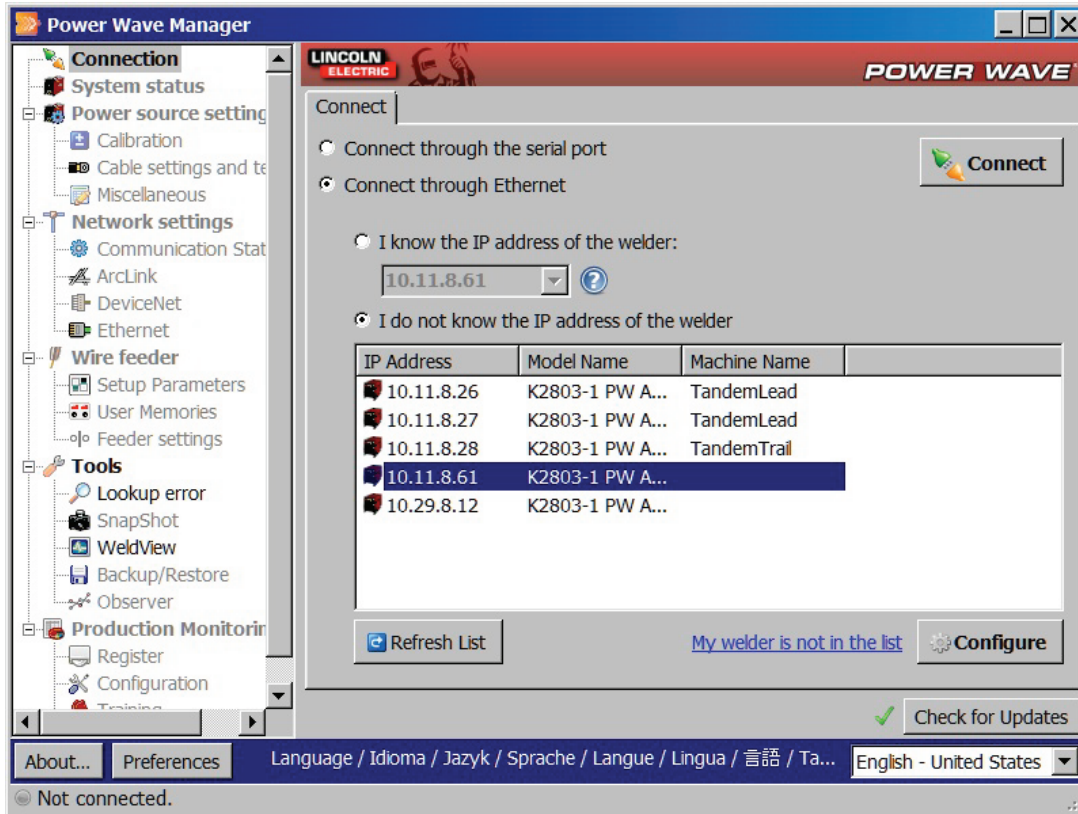 Power Wave Manager
Connection
System status
Power source setting
Calibration
Cable settings and te
Miscellaneous
Network settings
Communication Stat
ArcLink
DeviceNet
Ethernet
Wire feeder
Setup Parameters
User Memories
Feeder settings
Tools
Lookup error
SnapShot
WeldView
Backup/Restore
Observer
Production Monitorin
Register
Configuration
Training
LINCOLN
ELECTRIC
POWER WAVE
Connect
Connect through the serial port
Connect
Connect through Ethernet
I know the IP address of the welder:
10.11.8.61
I do not know the IP address of the welder
IP Address Model Name Machine Name
10.11.8.26 K2803-1 PW A... TandemLead
10.11.8.27 K2803-1 PW A... TandemLead
10.11.8.28 K2803-1 PW A... TandemTrail
10.11.8.61 K2803-1 PW A...
10.29.8.12 K2803-1 PW A...
Refresh List My welder is not in the list Configure
Check for Updates
About... Preferences Language / Idioma / Jazyk / Sprache / Langue / Lingua / 言語 / Ta... English - United States
Not connected.